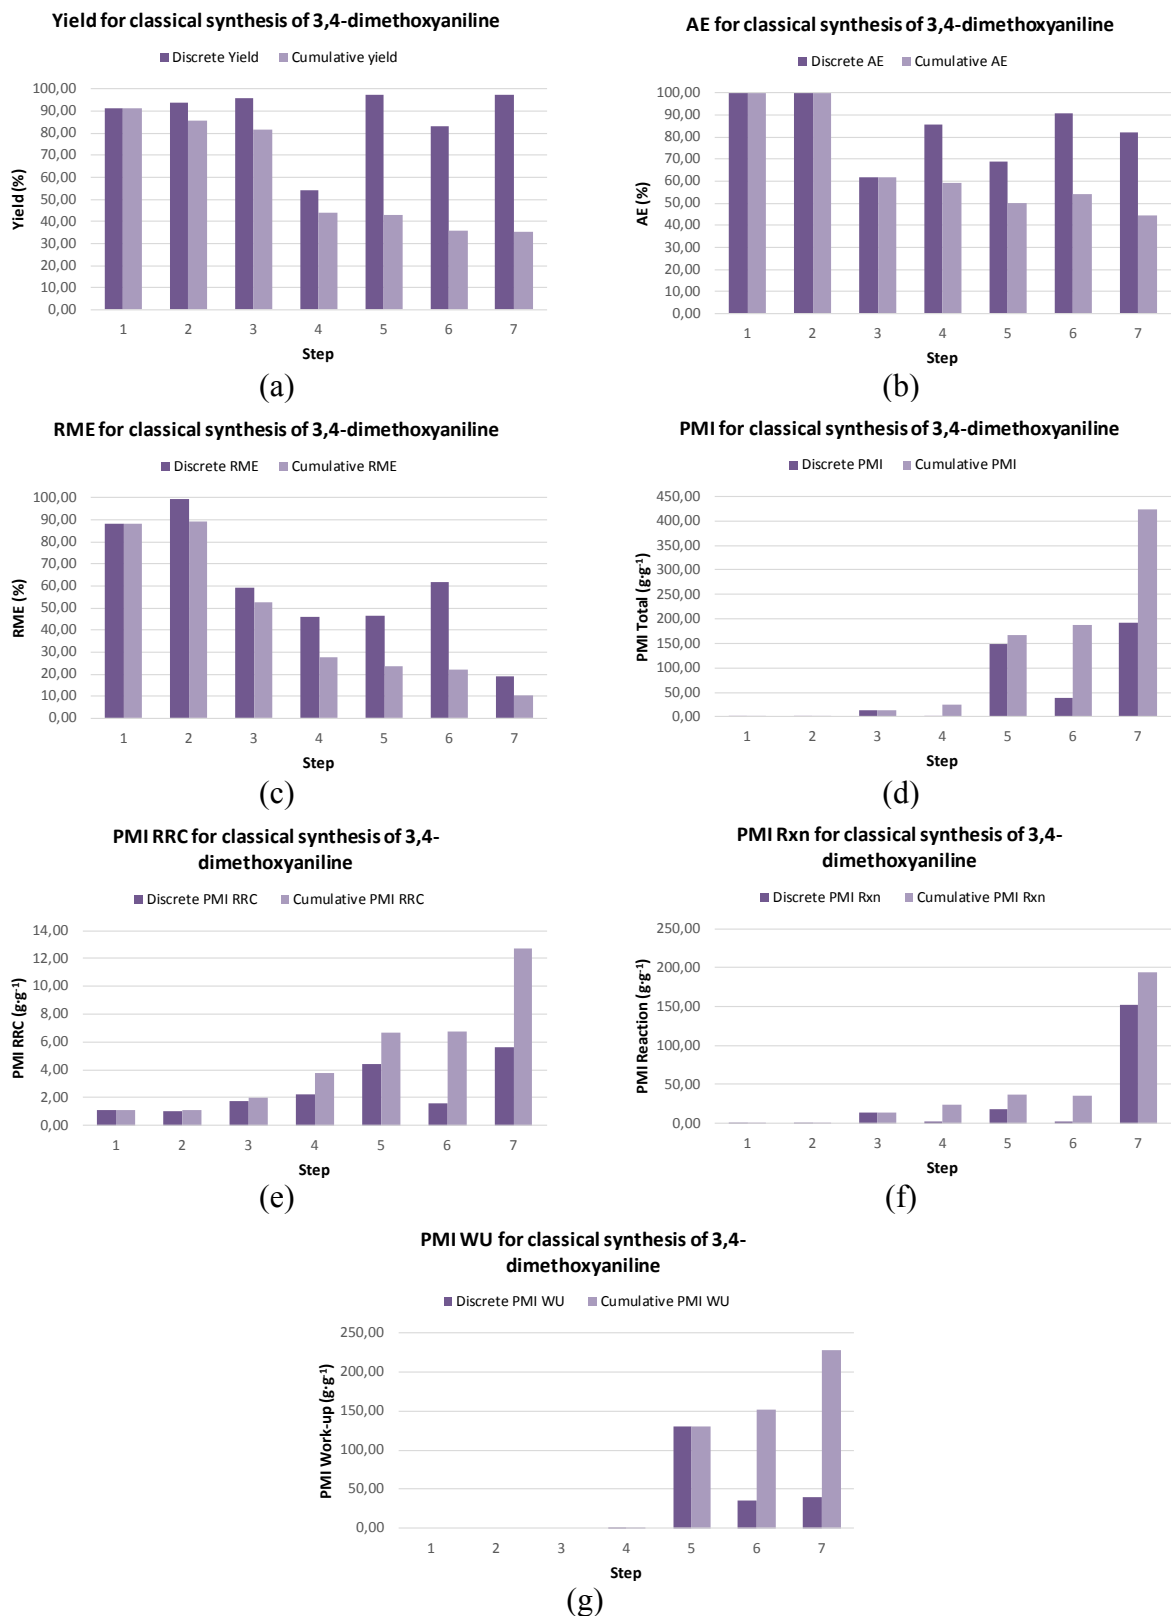 Yield for classical synthesis of 3,4-dimethoxyaniline
Discrete Yield Cumulative yield
100,00
90,00
80,00
70,00
60,00
50,00
40,00
30,00
20,00
10,00
0,00
Yield (%)
1 2 3 4 5 6 7
Step
(a)
AE for classical synthesis of 3,4-dimethoxyaniline
Discrete AE Cumulative AE
100,00
90,00
80,00
70,00
60,00
50,00
40,00
30,00
20,00
10,00
0,00
AE (%)
1 2 3 4 5 6 7
Step
(b)
RME for classical synthesis of 3,4-dimethoxyaniline
Discrete RME Cumulative RME
100,00
90,00
80,00
70,00
60,00
50,00
40,00
30,00
20,00
10,00
0,00
RME (%)
1 2 3 4 5 6 7
Step
(c)
PMI for classical synthesis of 3,4-dimethoxyaniline
Discrete PMI Cumulative PMI
450,00
400,00
350,00
300,00
250,00
200,00
150,00
100,00
50,00
0,00
PMI Total (g·g⁻¹)
1 2 3 4 5 6 7
Step
(d)
PMI RRC for classical synthesis of 3,4-
dimethoxyaniline
Discrete PMI RRC Cumulative PMI RRC
14,00
12,00
10,00
8,00
6,00
4,00
2,00
0,00
PMI RRC (g·g⁻¹)
1 2 3 4 5 6 7
Step
(e)
PMI Rxn for classical synthesis of 3,4-
dimethoxyaniline
Discrete PMI Rxn Cumulative PMI Rxn
250,00
200,00
150,00
100,00
50,00
0,00
PMI Reaction (g·g⁻¹)
1 2 3 4 5 6 7
Step
(f)
PMI WU for classical synthesis of 3,4-
dimethoxyaniline
Discrete PMI WU Cumulative PMI WU
250,00
200,00
150,00
100,00
50,00
0,00
PMI Work-up (g·g⁻¹)
1 2 3 4 5 6 7
Step
(g)